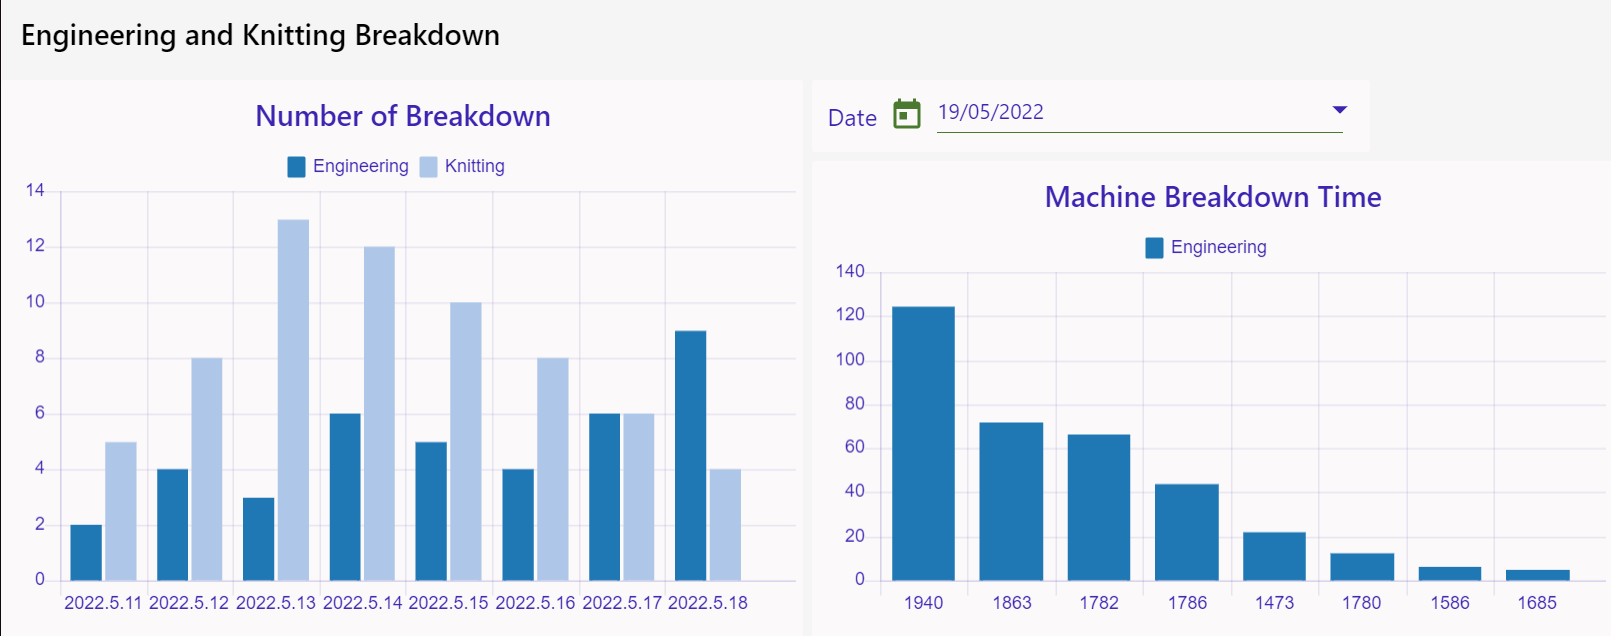 Engineering and Knitting Breakdown
Number of Breakdown
Engineering Knitting
14
12
10
8
6
4
2
0
2022.5.11 2022.5.12 2022.5.13 2022.5.14 2022.5.15 2022.5.16 2022.5.17 2022.5.18
Date 19/05/2022
Machine Breakdown Time
Engineering
140
120
100
80
60
40
20
0
1940 1863 1782 1786 1473 1780 1586 1685